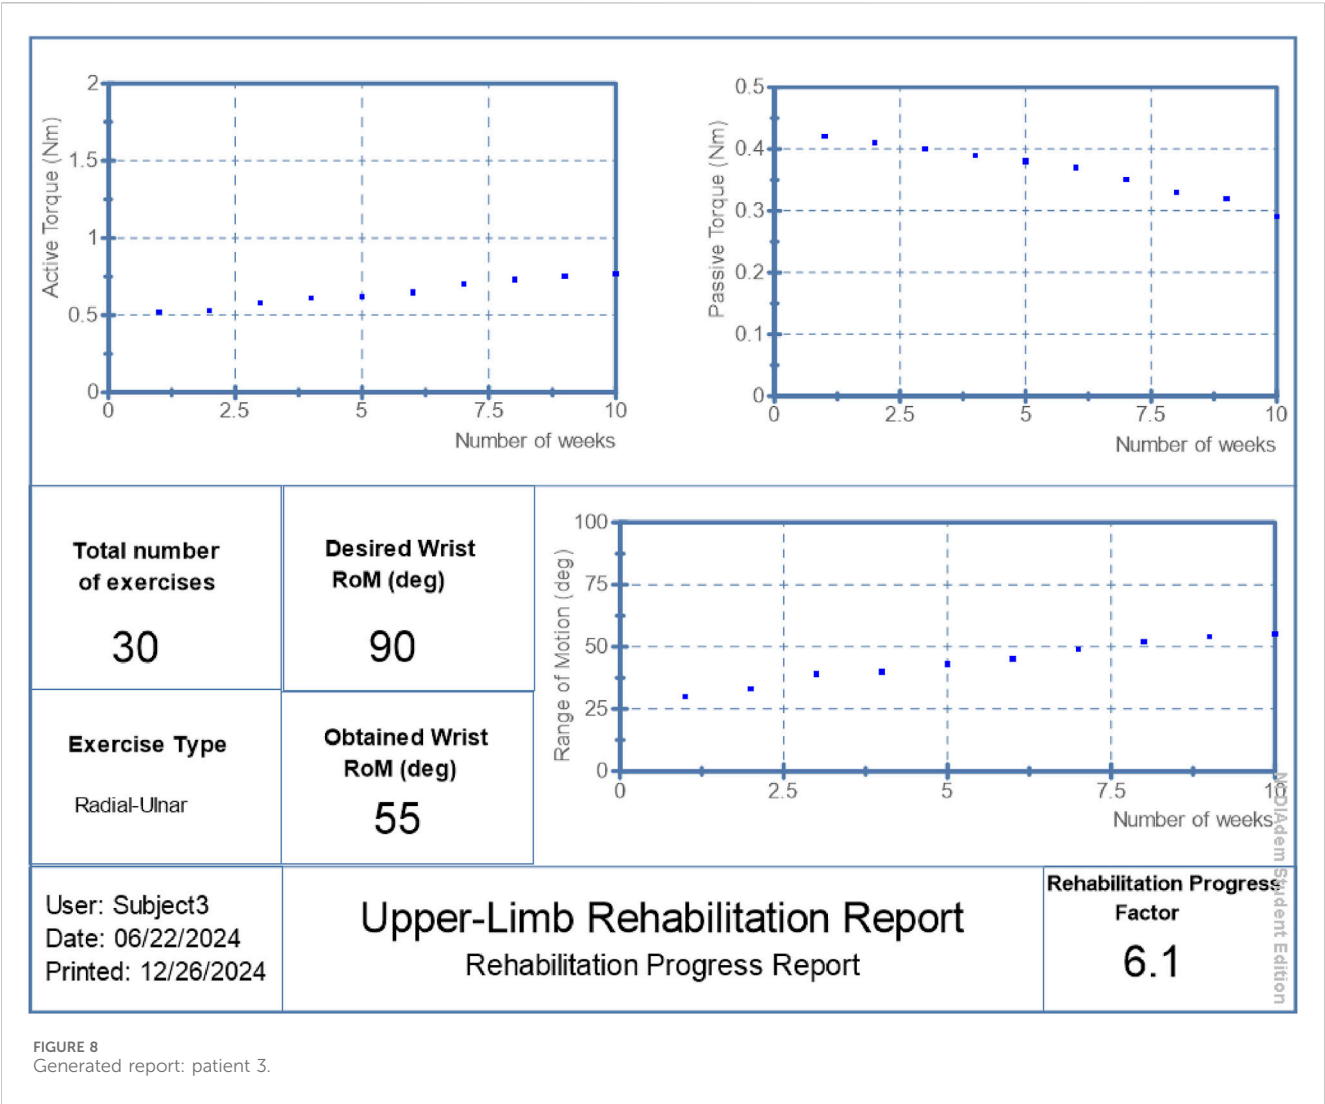 2
1.5
1
0.5
0
Active Torque (Nm)
0
2.5
5
7.5
10
Number of weeks
0.5
0.4
0.3
0.2
0.1
0
Passive Torque (Nm)
0
2.5
5
7.5
10
Number of weeks
Total number
of exercises
30
Desired Wrist
RoM (deg)
90
Exercise Type
Radial-Ulnar
Obtained Wrist
RoM (deg)
55
100
75
50
25
0
Range of Motion (deg)
0
2.5
5
7.5
10
Number of weeks
User: Subject3
Date: 06/22/2024
Printed: 12/26/2024
Upper-Limb Rehabilitation Report
Rehabilitation Progress Report
Rehabilitation Progress
Factor
6.1
DIAdem Student Edition
FIGURE 8
Generated report: patient 3.